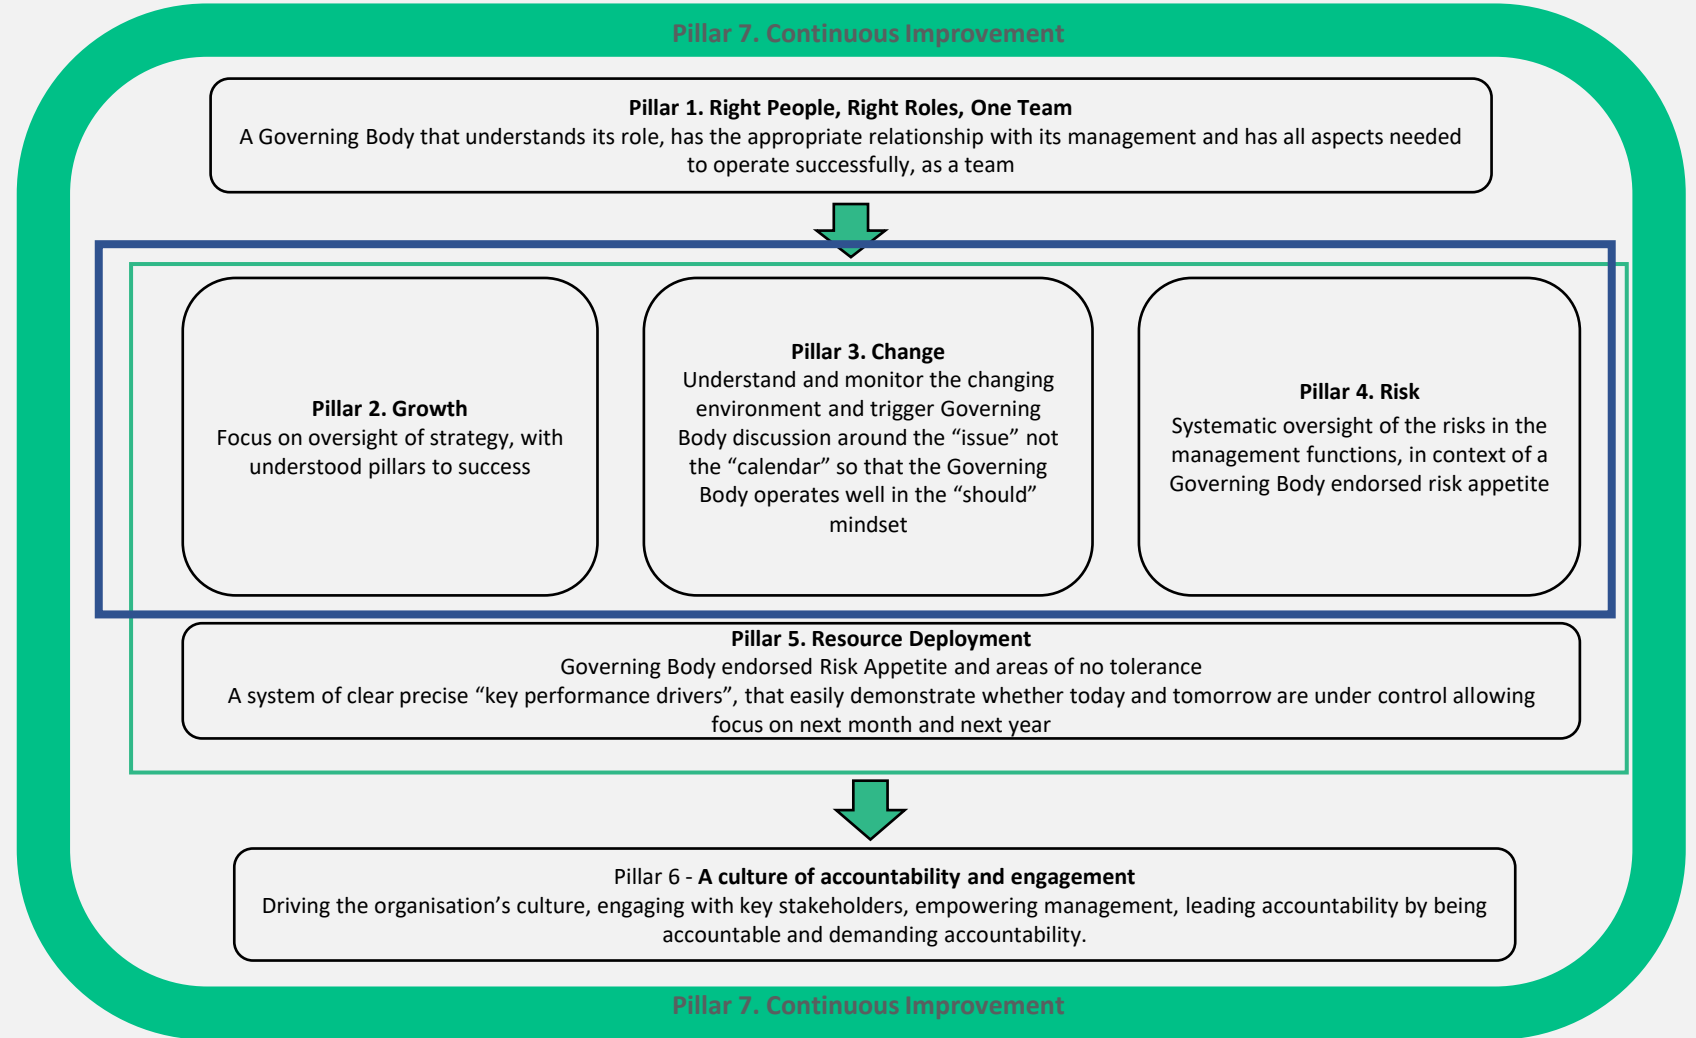 Pillar 7. Continuous Improvement
Pillar 1. Right People, Right Roles, One Team
A Governing Body that understands its role, has the appropriate relationship with its management and has all aspects needed
to operate successfully, as a team
Pillar 2. Growth
Focus on oversight of strategy, with
understood pillars to success
Pillar 3. Change
Understand and monitor the changing
environment and trigger Governing
Body discussion around the “issue” not
the “calendar” so that the Governing
Body operates well in the “should”
mindset
Pillar 4. Risk
Systematic oversight of the risks in the
management functions, in context of a
Governing Body endorsed risk appetite
Pillar 5. Resource Deployment
Governing Body endorsed Risk Appetite and areas of no tolerance
A system of clear precise “key performance drivers”, that easily demonstrate whether today and tomorrow are under control allowing
focus on next month and next year
Pillar 6 - A culture of accountability and engagement
Driving the organisation’s culture, engaging with key stakeholders, empowering management, leading accountability by being
accountable and demanding accountability.
Pillar 7. Continuous Improvement